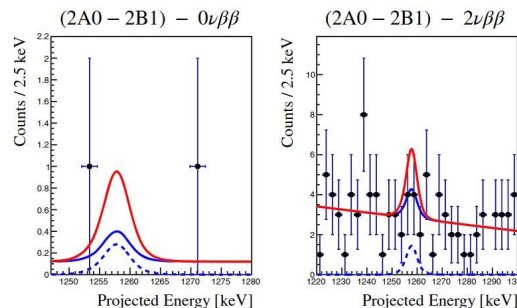 (2A0 − 2B1) − 0νββ
Counts / 2.5 keV
2.2
2
1.8
1.6
1.4
1.2
1
0.8
0.6
0.4
0.2
0
1250 1255 1260 1265 1270 1275 1280
Projected Energy [keV]
(2A0 − 2B1) − 2νββ
Counts / 2.5 keV
10
8
6
4
2
0
1220 1230 1240 1250 1260 1270 1280 1290
Projected Energy [keV]